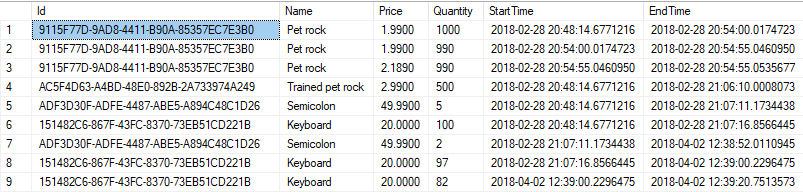 Id Name Price Quantity StartTime EndTime
1 9115F77D-9AD8-4411-B90A-85357EC7E3B0 Pet rock 1.9900 1000 2018-02-28 20:48:14.6771216 2018-02-28 20:54:00.0174723
2 9115F77D-9AD8-4411-B90A-85357EC7E3B0 Pet rock 1.9900 990 2018-02-28 20:54:00.0174723 2018-02-28 20:54:55.0460950
3 9115F77D-9AD8-4411-B90A-85357EC7E3B0 Pet rock 2.1890 990 2018-02-28 20:54:55.0460950 2018-02-28 20:54:55.0535677
4 AC5F4D63-A4BD-48E0-892B-2A733974A249 Trained pet rock 2.9900 500 2018-02-28 20:48:14.6771216 2018-02-28 21:06:10.0008073
5 ADF3D30F-ADFE-4487-ABE5-A894C48C1D26 Semicolon 49.9900 5 2018-02-28 20:48:14.6771216 2018-02-28 21:07:11.1734438
6 151482C6-867F-43FC-8370-73EB51CD221B Keyboard 20.0000 100 2018-02-28 20:48:14.6771216 2018-02-28 21:07:16.8566445
7 ADF3D30F-ADFE-4487-ABE5-A894C48C1D26 Semicolon 49.9900 2 2018-02-28 21:07:11.1734438 2018-04-02 12:38:52.0110945
8 151482C6-867F-43FC-8370-73EB51CD221B Keyboard 20.0000 97 2018-02-28 21:07:16.8566445 2018-04-02 12:39:00.2296475
9 151482C6-867F-43FC-8370-73EB51CD221B Keyboard 20.0000 82 2018-04-02 12:39:00.2296475 2018-04-02 12:39:20.7513573